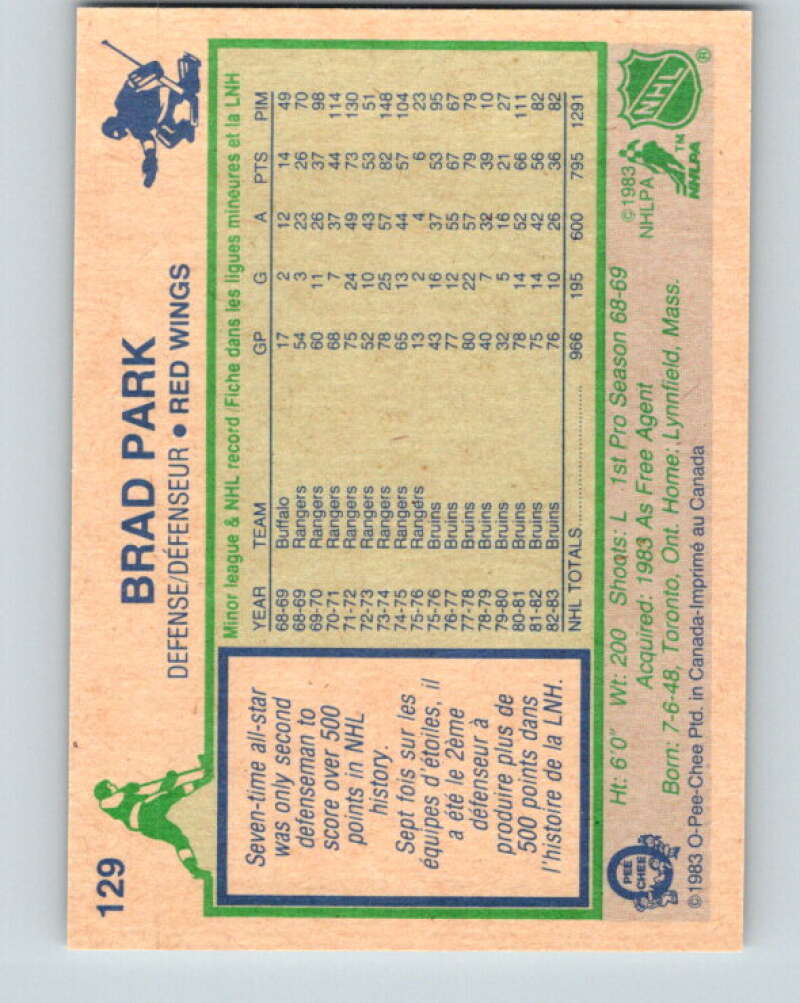 129
BRAD PARK
DEFENSE/DÉFENSEUR • RED WINGS
Seven-time all-star
was only second
defenseman to
score over 500
points in NHL
history.
Sept fois sur les
équipes d'étoiles, il
a été le 2ème
défenseur à
produire plus de
500 points dans
l'histoire de la LNH.
Minor league & NHL record/Fiche dans les ligues mineures et la LNH
YEAR TEAM GP G A PTS PIM
68-69 Buffalo 17 2 12 14 49
68-69 Rangers 54 3 23 26 70
69-70 Rangers 60 11 26 37 98
70-71 Rangers 68 7 37 44 114
71-72 Rangers 75 24 49 73 130
72-73 Rangers 52 10 43 53 51
73-74 Rangers 78 25 57 82 148
74-75 Rangers 65 13 44 57 104
75-76 Rangers 13 2 4 6 23
75-76 Bruins 43 16 37 53 95
76-77 Bruins 77 12 55 67 67
77-78 Bruins 80 22 57 79 79
78-79 Bruins 40 7 32 39 10
79-80 Bruins 32 5 16 21 27
80-81 Bruins 78 14 52 66 111
81-82 Bruins 75 14 42 56 82
82-83 Bruins 76 10 26 36 82
NHL TOTALS 966 195 600 795 1291
Ht: 6'0" Wt: 200 Shoots: L 1st Pro Season 68-69
Acquired: 1983 As Free Agent
Born: 7-6-48, Toronto, Ont. Home: Lynnfield, Mass.
©1983 O-Pee-Chee Ptd. in Canada-Imprimé au Canada
O PEE CHEE
©1983
NHLPA
NHLPA™
NHL®